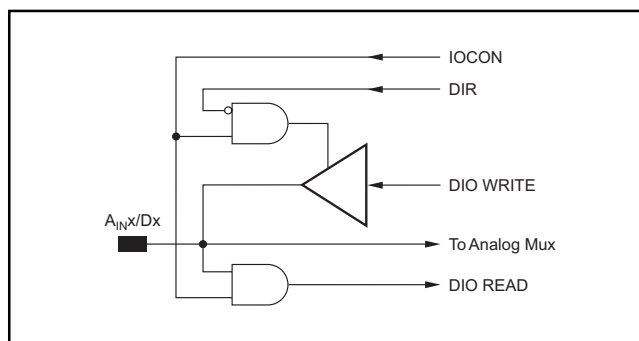 IOCON
DIR
DIO WRITE
AINx/Dx
To Analog Mux
DIO READ